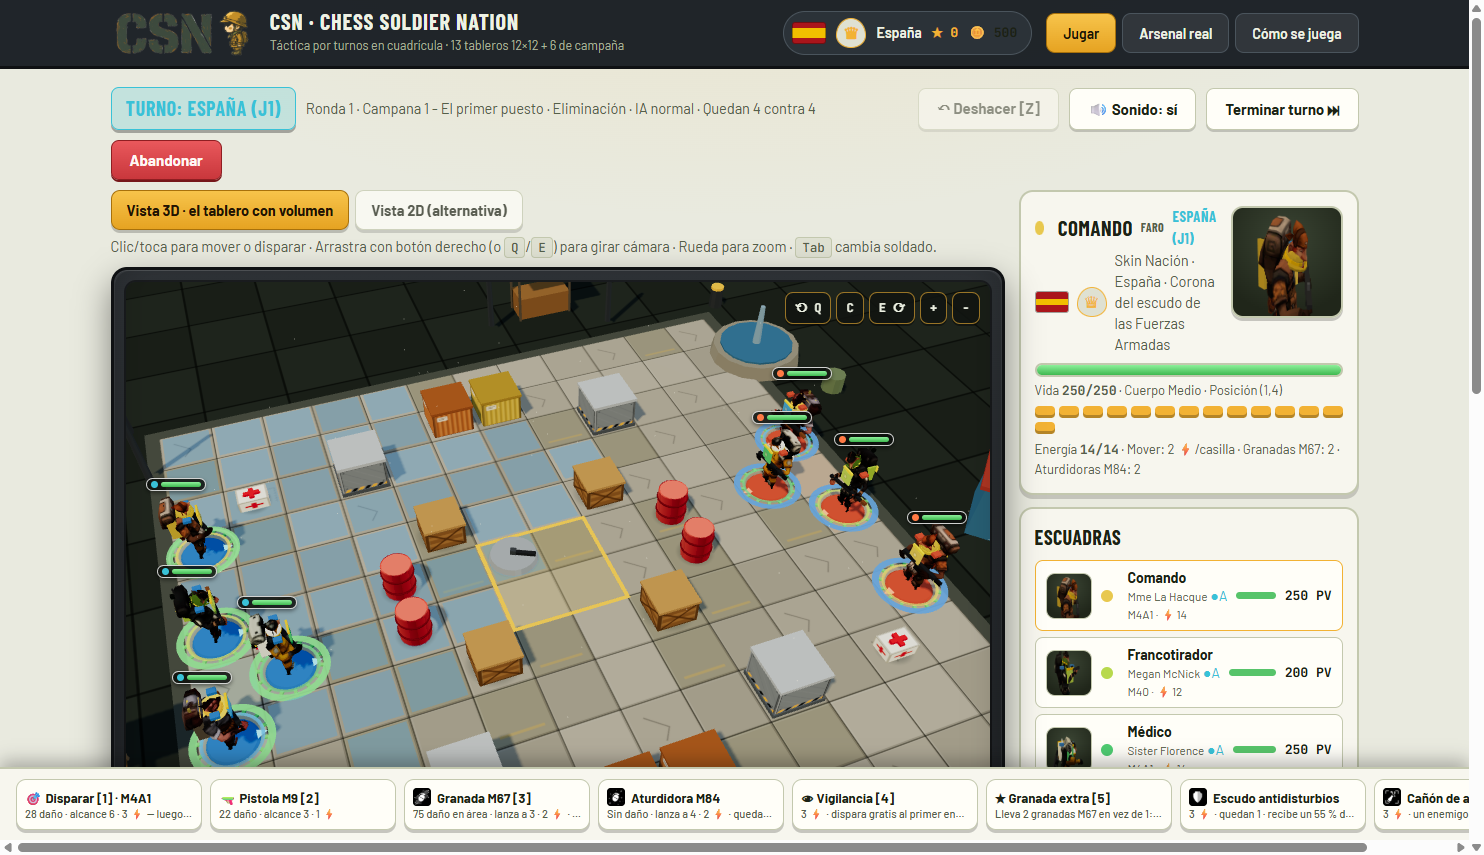 CSN
CSN · CHESS SOLDIER NATION
Táctica por turnos en cuadrícula · 13 tableros 12×12 + 6 de campaña
España ★ 0 500
Jugar
Arsenal real
Cómo se juega
TURNO: ESPAÑA (J1)
Ronda 1 · Campana 1 - El primer puesto · Eliminación · IA normal · Quedan 4 contra 4
Deshacer [Z]
Sonido: sí
Terminar turno
Abandonar
Vista 3D · el tablero con volumen
Vista 2D (alternativa)
Clic/toca para mover o disparar · Arrastra con botón derecho (o Q / E ) para girar cámara · Rueda para zoom · Tab cambia soldado.
Q
C
E
+
-
COMANDO FARO ESPAÑA (J1)
Skin Nación ·
España · Corona
del escudo de
las Fuerzas
Armadas
Vida 250/250 · Cuerpo Medio · Posición (1,4)
Energía 14/14 · Mover: 2 /casilla · Granadas M67: 2 ·
Aturdidoras M84: 2
ESCUADRAS
Comando
Mme La Hacque ●A 250 PV
M4A1 · 14
Francotirador
Megan McNick ●A 200 PV
M40 · 12
Médico
Sister Florence ●A 250 PV
Disparar [1] · M4A1
28 daño · alcance 6 · 3 — luego...
Pistola M9 [2]
22 daño · alcance 3 · 1
Granada M67 [3]
75 daño en área · lanza a 3 · 2 · ...
Aturdidora M84
Sin daño · lanza a 4 · 2 · queda...
Vigilancia [4]
3 · dispara gratis al primer en...
★ Granada extra [5]
Lleva 2 granadas M67 en vez de 1:...
Escudo antidisturbios
3 · quedan 1 · recibe un 55 % d...
Cañón de a
3 · un enemigo